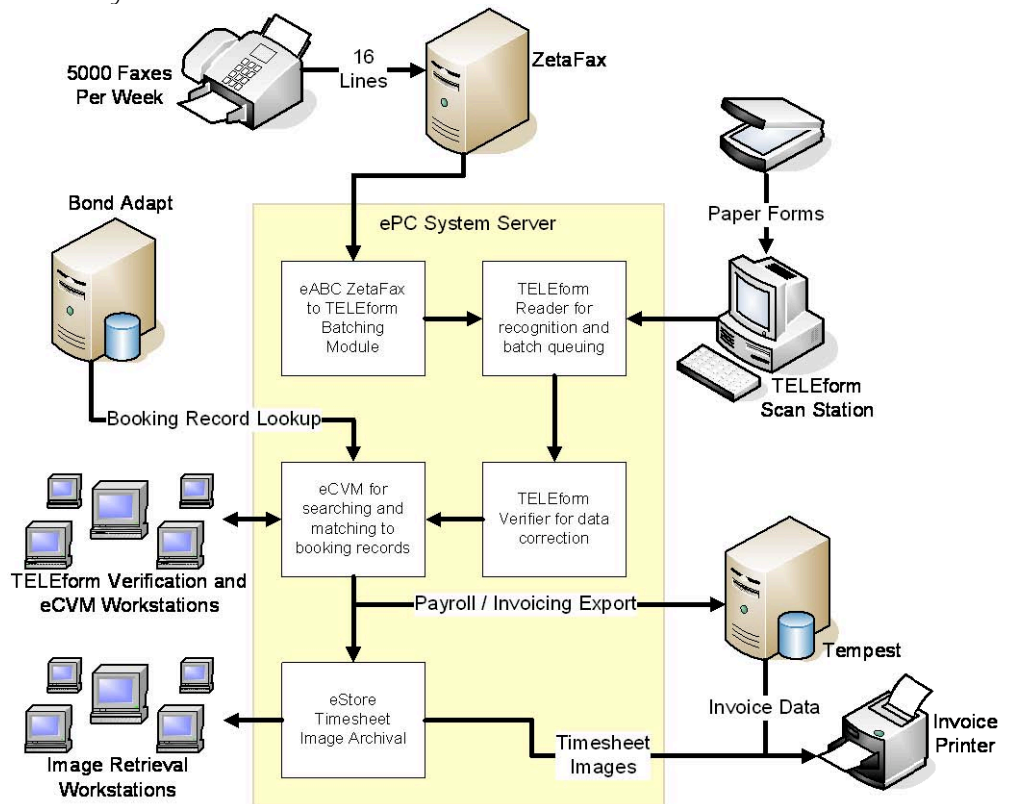 5000 Faxes
Per Week
16
Lines
ZetaFax
Paper Forms
TELEform
Scan Station
Bond Adapt
Booking Record Lookup
ePC System Server
eABC ZetaFax
to TELEform
Batching
Module
TELEform
Reader for
recognition and
batch queuing
eCVM for
searching and
matching to
booking records
TELEform
Verifier for data
correction
TELEform Verification and
eCVM Workstations
Payroll / Invoicing Export
Tempest
Invoice Data
Invoice
Printer
eStore
Timesheet
Image Archival
Timesheet
Images
Image Retrieval
Workstations